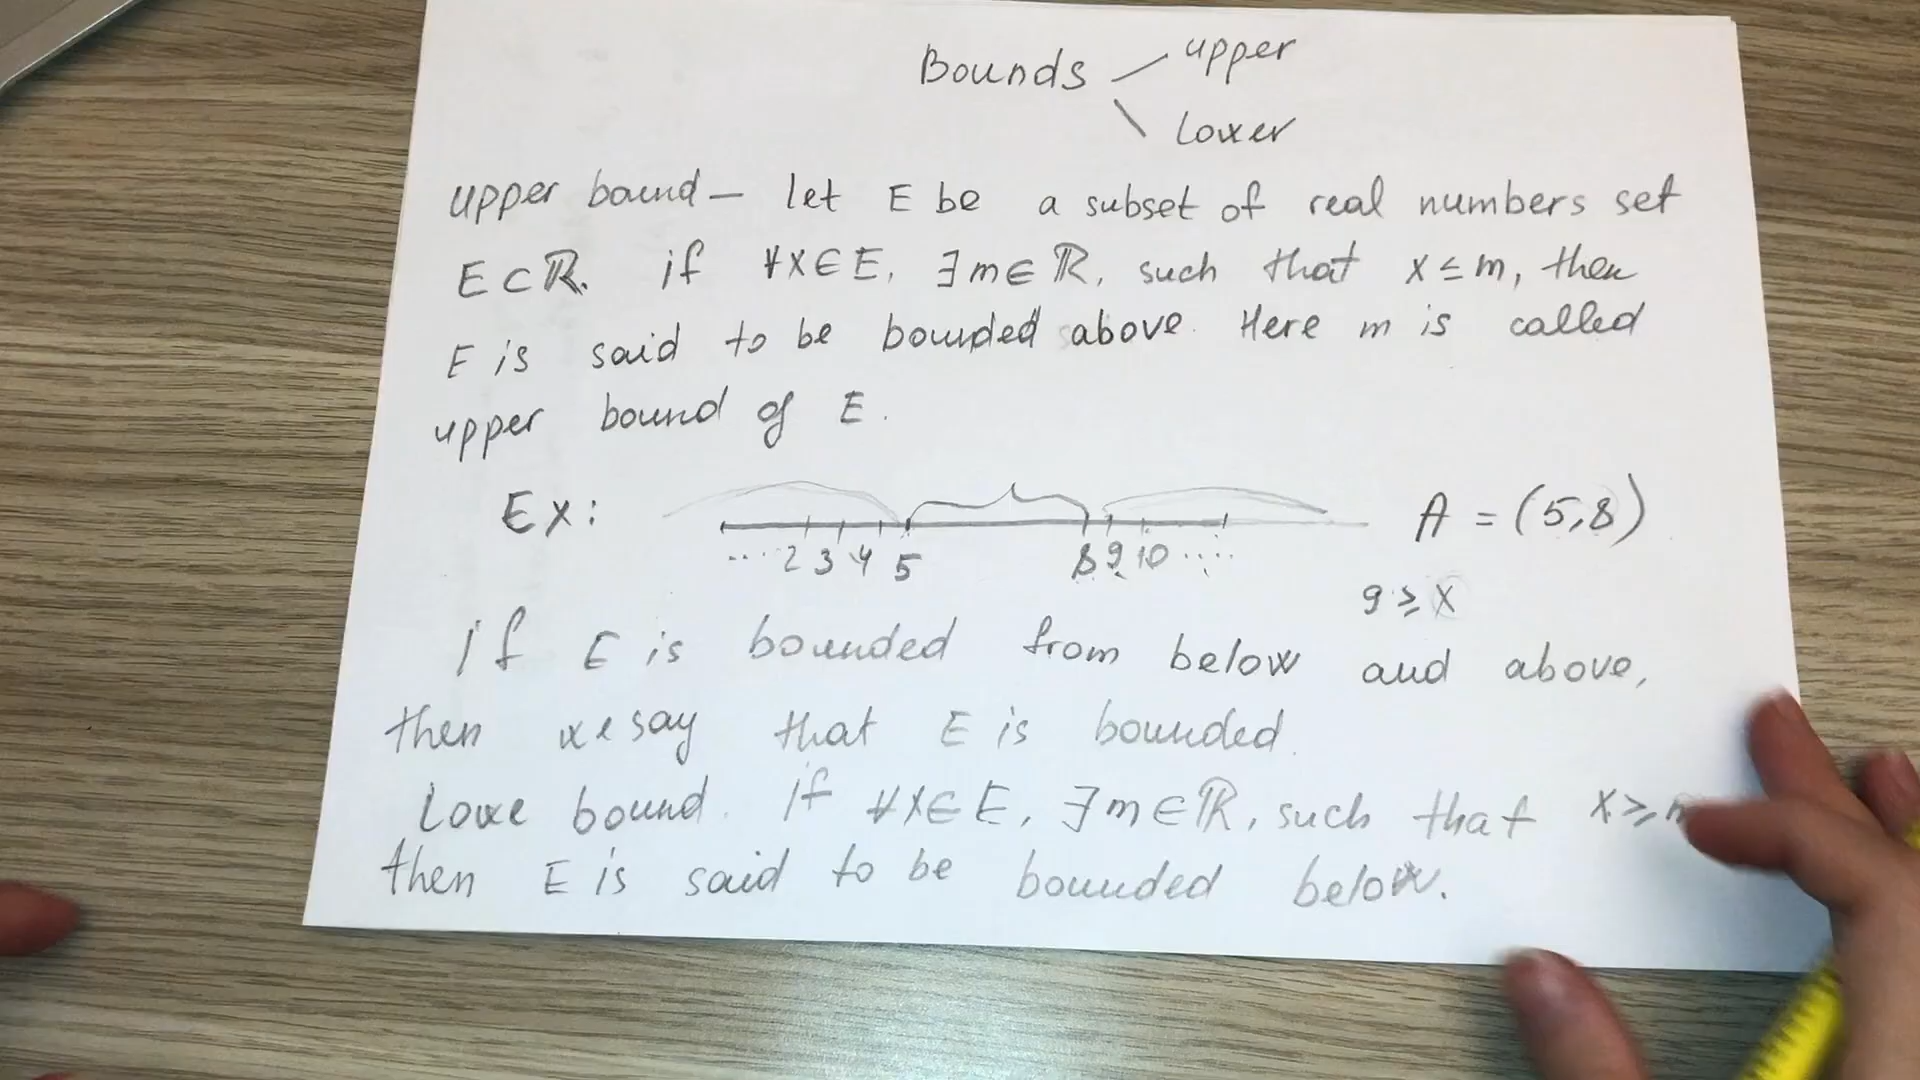 Bounds upper
lower
upper bound — let E be a subset of real numbers set
E⊂ℝ. if ∀x∈E, ∃m∈ℝ, such that x≤m, then
E is said to be bounded above. Here m is called
upper bound of E.
Ex: A = (5,8)
.... 2 3 4 5 8 9 10 ....
9 ≥ x
If E is bounded from below and above,
then we say that E is bounded.
Lowe bound. If ∀x∈E, ∃m∈ℝ, such that x≥
then E is said to be bounded below.